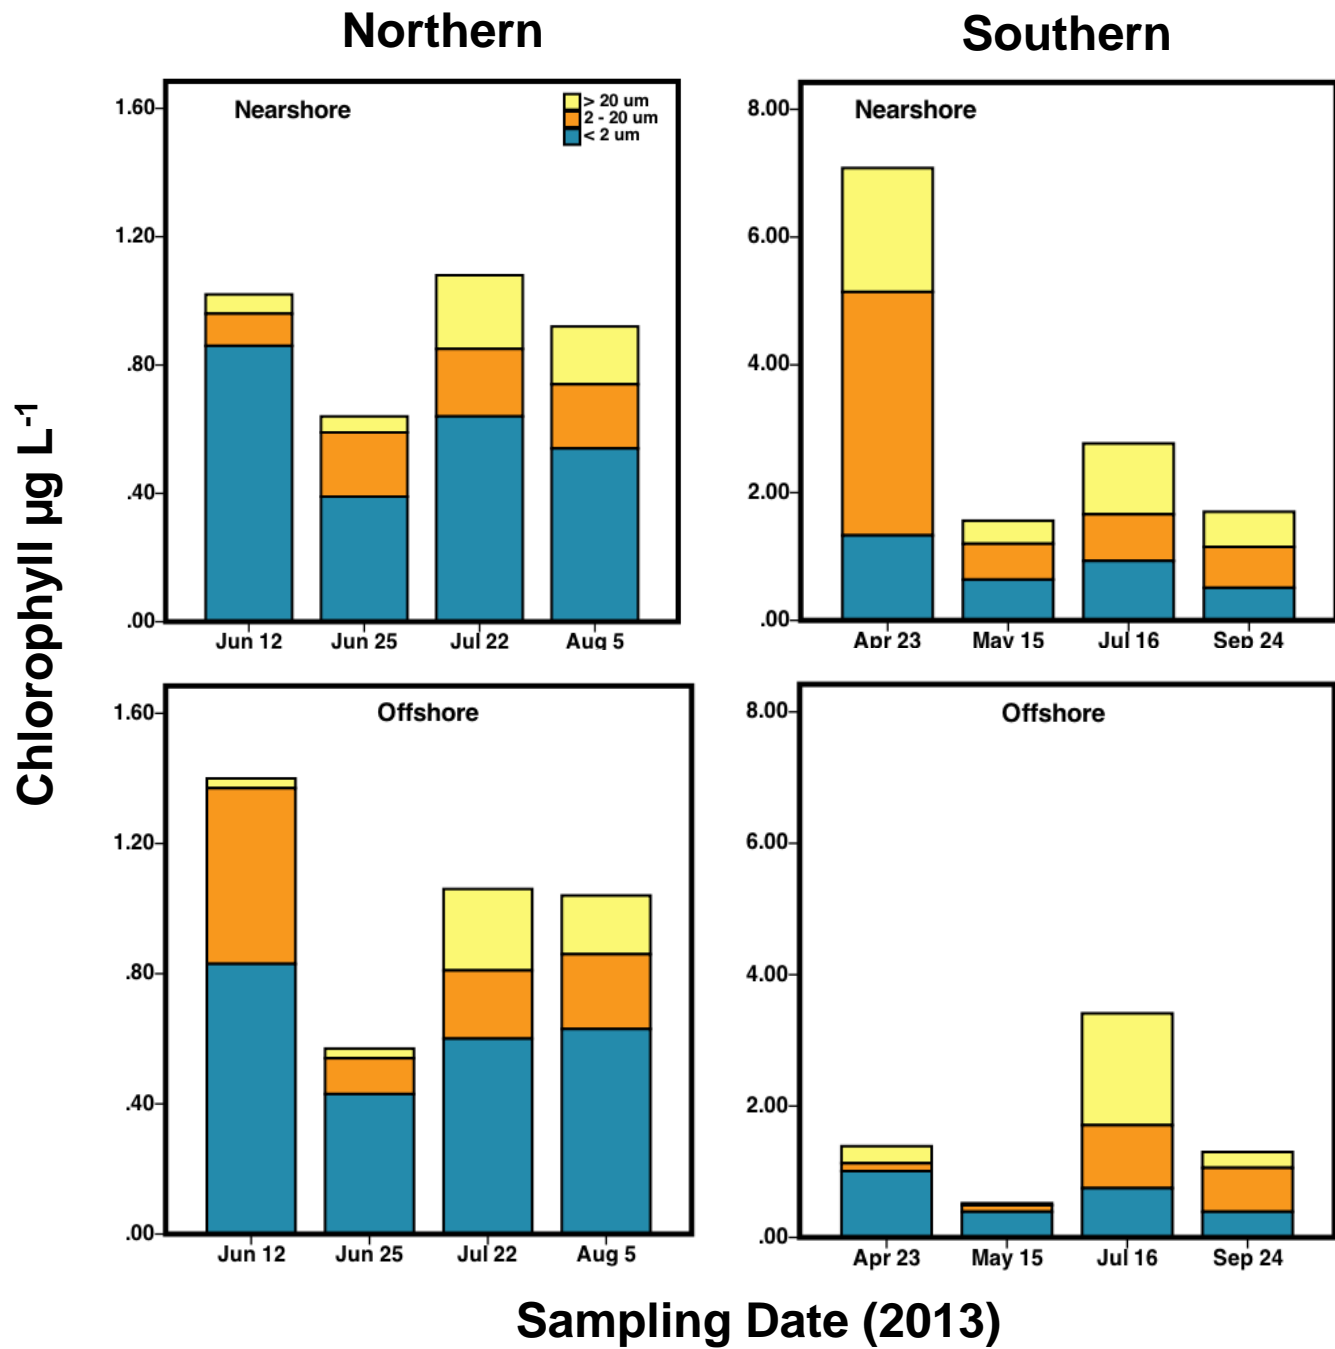 Northern
Southern
Chlorophyll µg L-1
Nearshore
> 20 um
2 - 20 um
< 2 um
1.60
1.20
.80
.40
.00
Jun 12 Jun 25 Jul 22 Aug 5
Nearshore
8.00
6.00
4.00
2.00
.00
Apr 23 May 15 Jul 16 Sep 24
Offshore
1.60
1.20
.80
.40
.00
Jun 12 Jun 25 Jul 22 Aug 5
Offshore
8.00
6.00
4.00
2.00
.00
Apr 23 May 15 Jul 16 Sep 24
Sampling Date (2013)